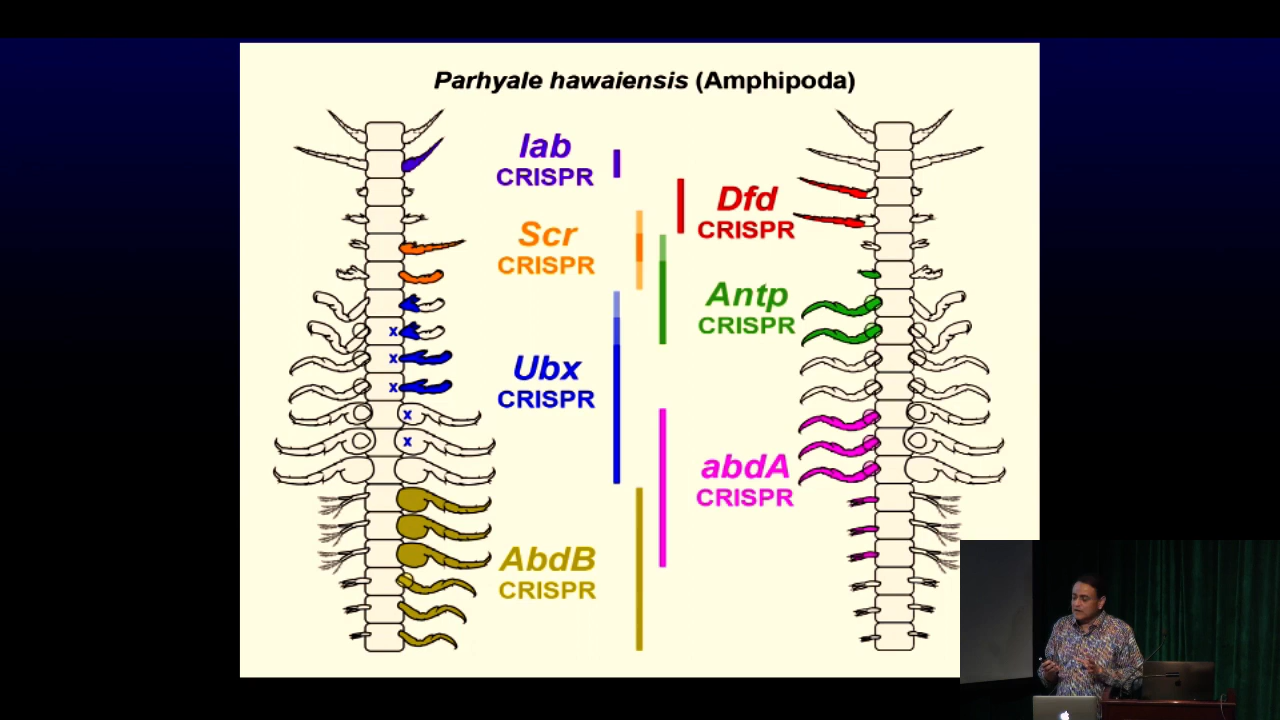 Parhyale hawaiensis (Amphipoda)
lab
CRISPR
Dfd
CRISPR
Scr
CRISPR
Antp
CRISPR
x
x
x
Ubx
CRISPR
x
x
abdA
CRISPR
AbdB
CRISPR